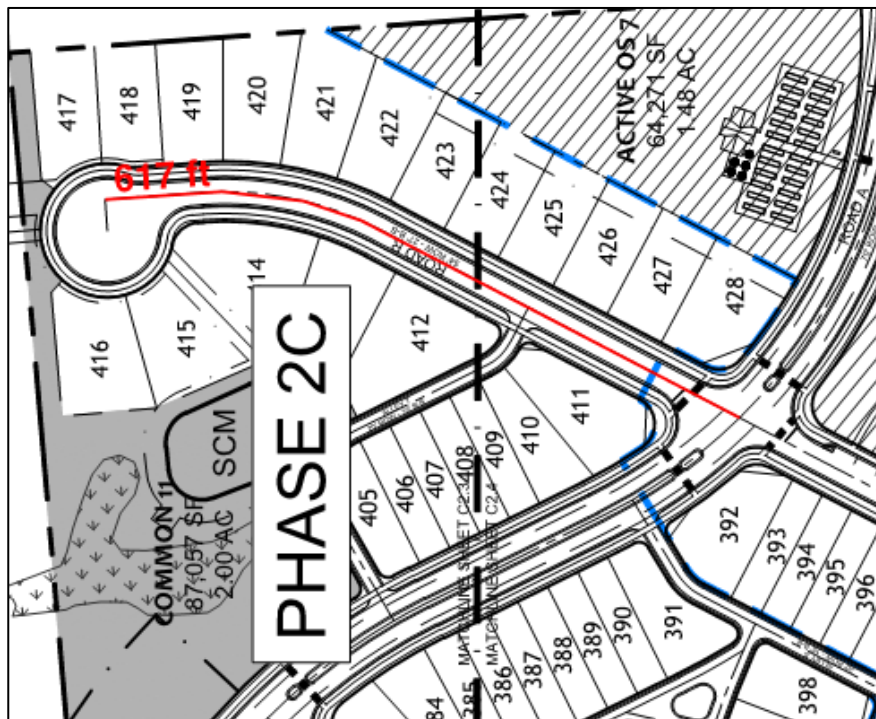 417
418
419
420
421
422
423
424
425
426
427
428
617 ft
ACTIVE OS 7
64,271 SF
1.48 AC
ROAD A
ROAD R
416
415
414
412
411
410
409
408
407
406
405
SCM
COMMON 11
87,057 SF
2.00 AC
PHASE 2C
MATCHLINE SHEET C2.3
MATCHLINE SHEET C2.4
392
393
394
395
396
391
390
389
388
387
386
385
84
398